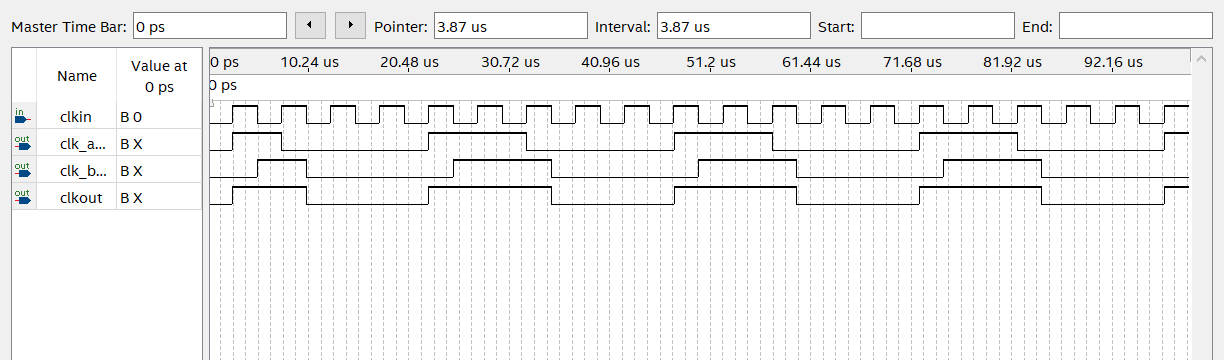 Master Time Bar: 0 ps Pointer: 3.87 us Interval: 3.87 us Start: End:
Name Value at 0 ps
0 ps 10.24 us 20.48 us 30.72 us 40.96 us 51.2 us 61.44 us 71.68 us 81.92 us 92.16 us
0 ps
in clkin B 0
out clk_a... B X
out clk_b... B X
out clkout B X